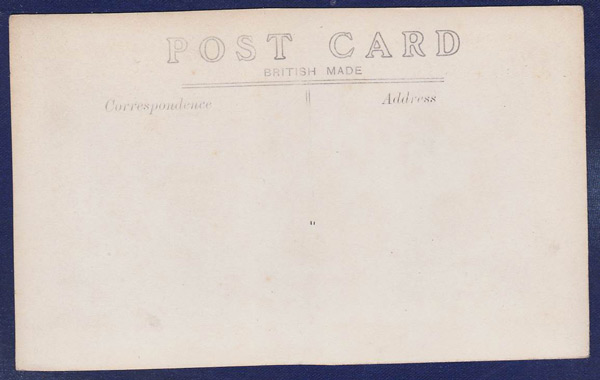 POST CARD
BRITISH MADE
Correspondence Address